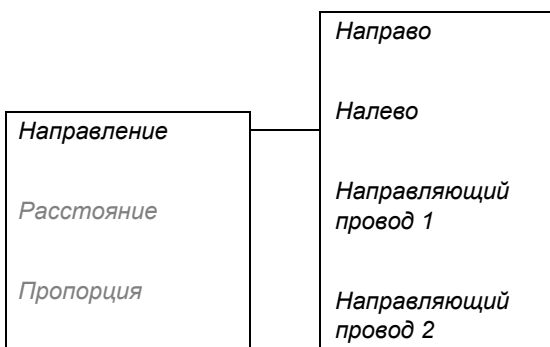 Направление
Расстояние
Пропорция
Направо
Налево
Направляющий
провод 1
Направляющий
провод 2